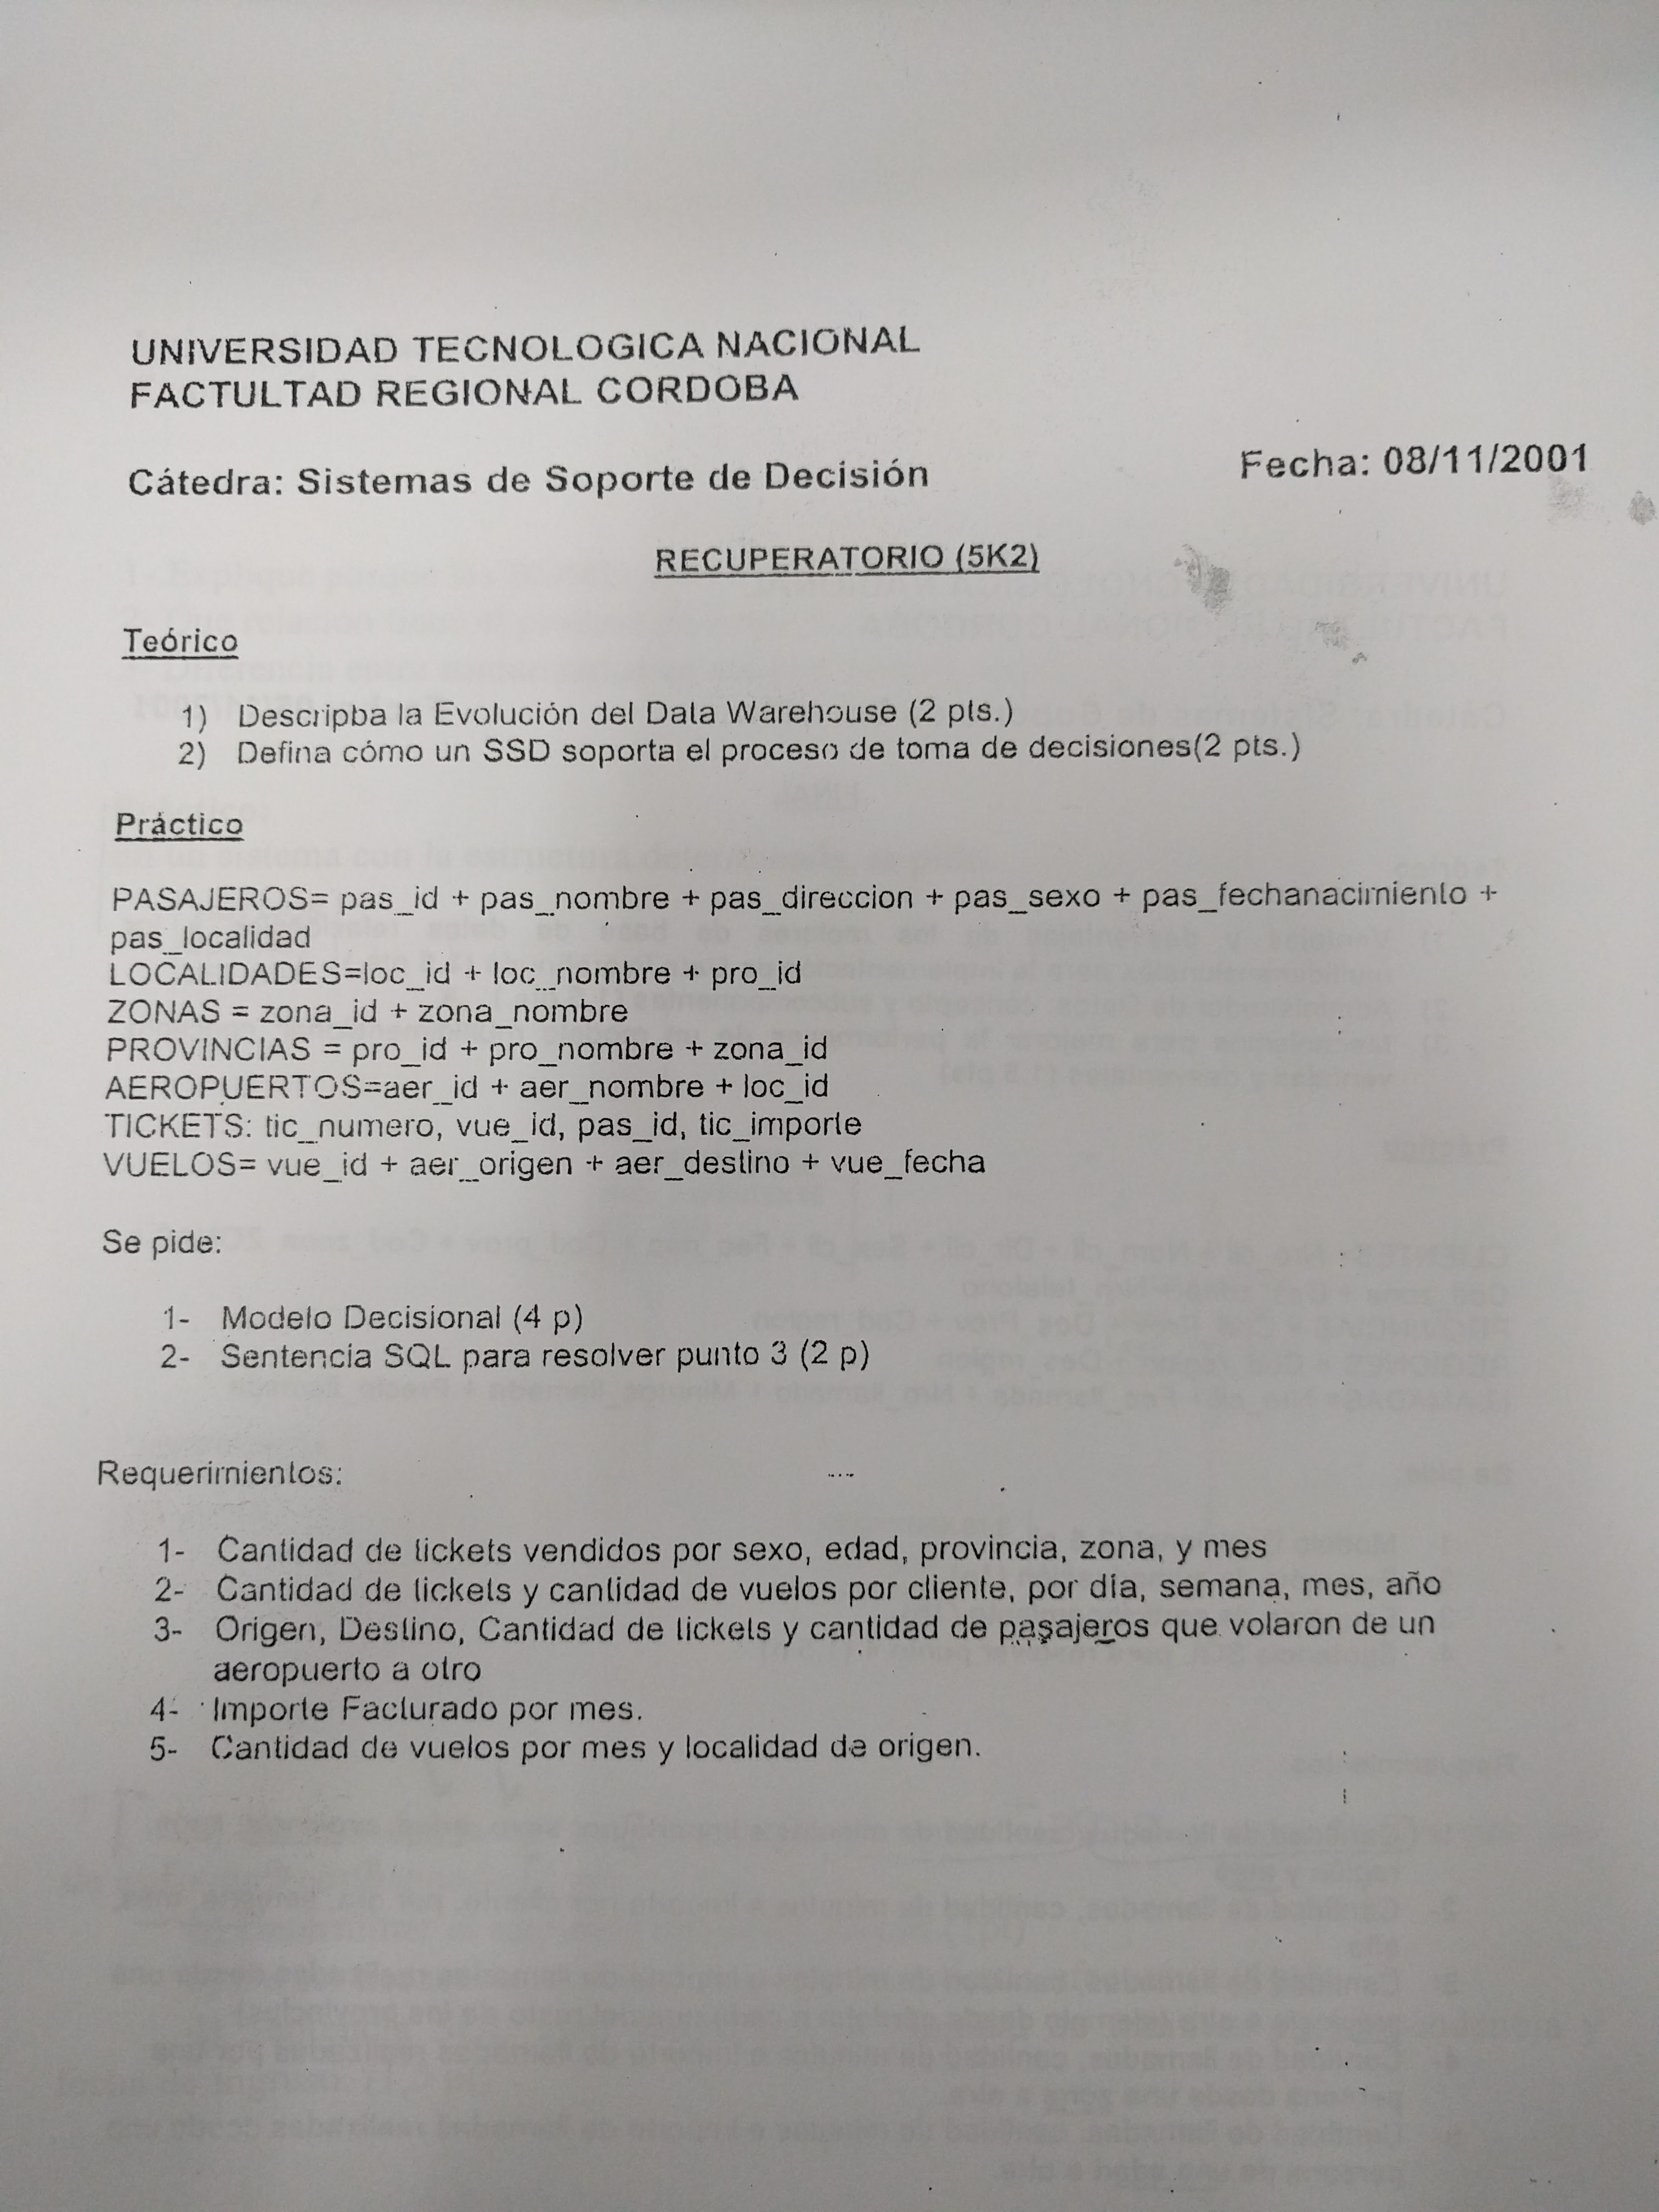 UNIVERSIDAD TECNOLOGICA NACIONAL
FACTULTAD REGIONAL CORDOBA
Cátedra: Sistemas de Soporte de Decisión
Fecha: 08/11/2001
RECUPERATORIO (5K2)
Teórico
1) Descripba la Evolución del Data Warehouse (2 pts.)
2) Defina cómo un SSD soporta el proceso de toma de decisiones(2 pts.)
Práctico
PASAJEROS= pas_id + pas_nombre + pas_direccion + pas_sexo + pas_fechanacimiento +
pas_localidad
LOCALIDADES=loc_id + loc_nombre + pro_id
ZONAS = zona_id + zona_nombre
PROVINCIAS = pro_id + pro_nombre + zona_id
AEROPUERTOS=aer_id + aer_nombre + loc_id
TICKETS: tic_numero, vue_id, pas_id, tic_importe
VUELOS= vue_id + aer_origen + aer_destino + vue_fecha
Se pide:
1- Modelo Decisional (4 p)
2- Sentencia SQL para resolver punto 3 (2 p)
Requerimientos:
1- Cantidad de tickets vendidos por sexo, edad, provincia, zona, y mes
2- Cantidad de tickets y cantidad de vuelos por cliente, por día, semana, mes, año
3- Origen, Destino, Cantidad de tickets y cantidad de pasajeros que volaron de un
aeropuerto a otro
4- Importe Facturado por mes.
5- Cantidad de vuelos por mes y localidad de origen.